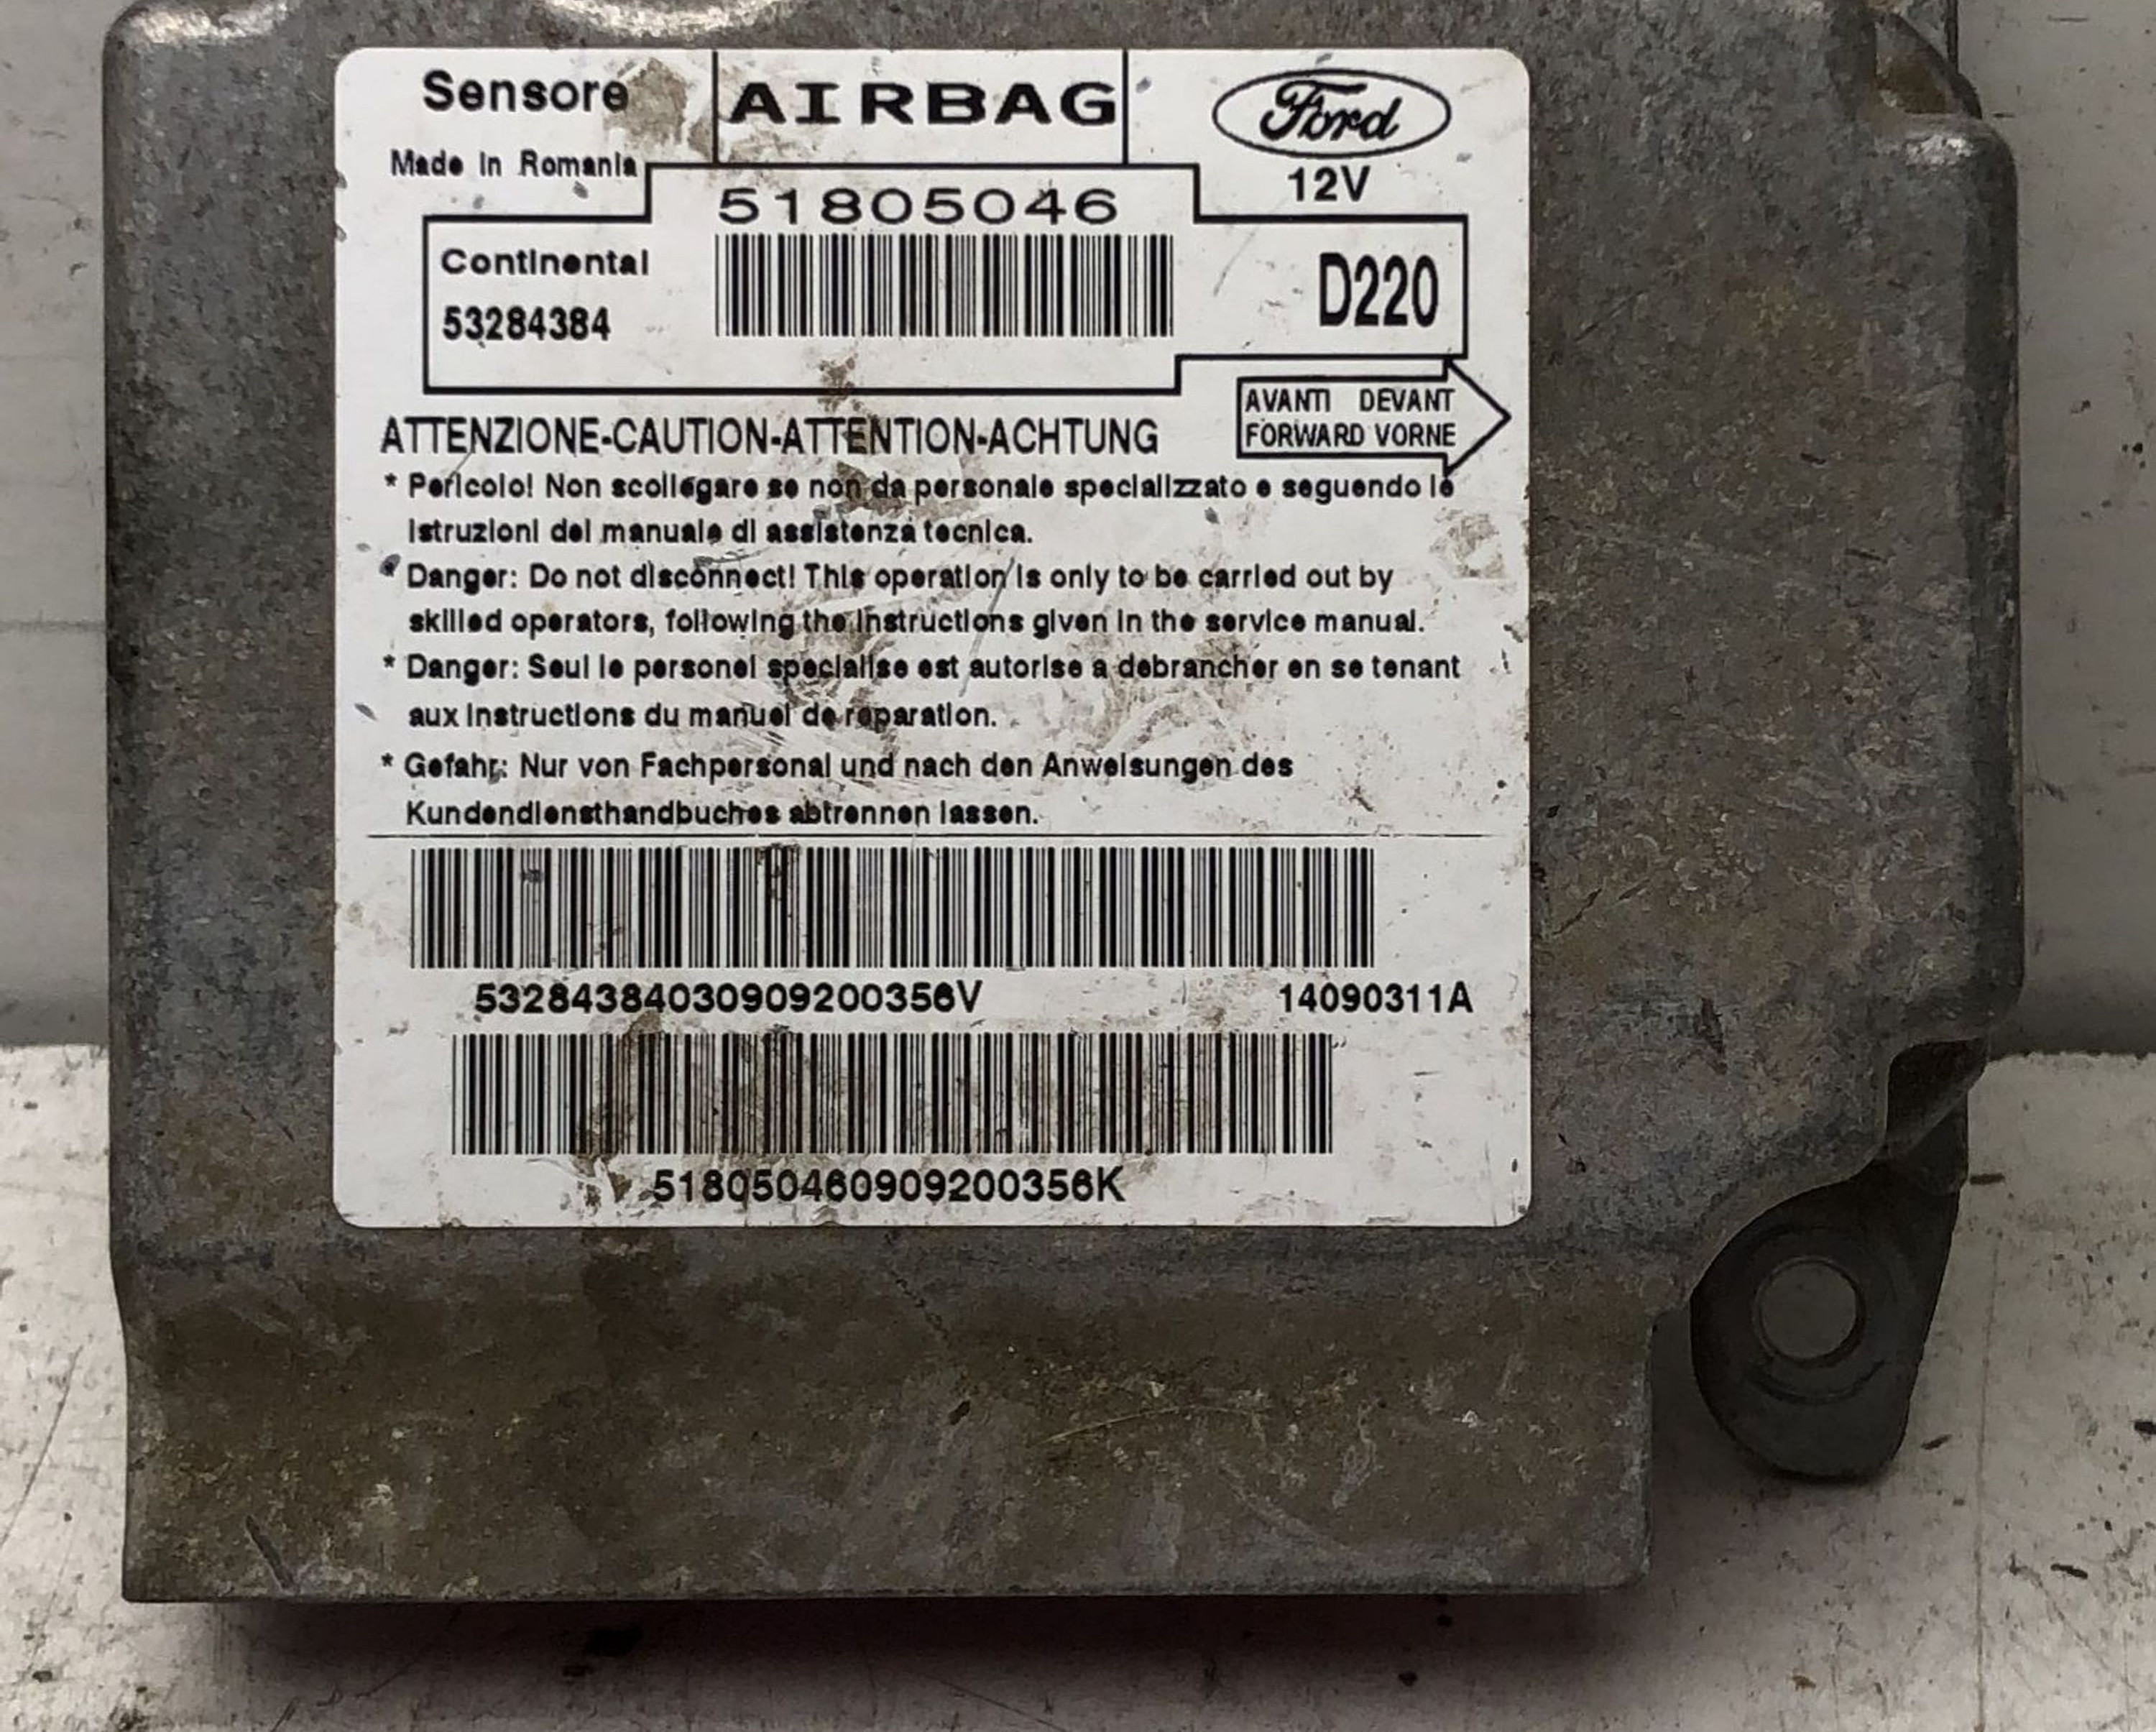 Sensore AIRBAG Ford
Made in Romania
12V
51805046
Continental
53284384
D220
AVANTI DEVANT
FORWARD VORNE
ATTENZIONE-CAUTION-ATTENTION-ACHTUNG
* Pericolo! Non scollegare se non da personale specializzato e seguendo le
istruzioni del manuale di assistenza tecnica.
* Danger: Do not disconnect! This operation is only to be carried out by
skilled operators, following the instructions given in the service manual.
* Danger: Seul le personel specialise est autorise a debrancher en se tenant
aux instructions du manuel de reparation.
* Gefahr: Nur von Fachpersonal und nach den Anweisungen des
Kundendiensthandbuches abtrennen lassen.
53284384030909200356V 14090311A
518050460909200356K